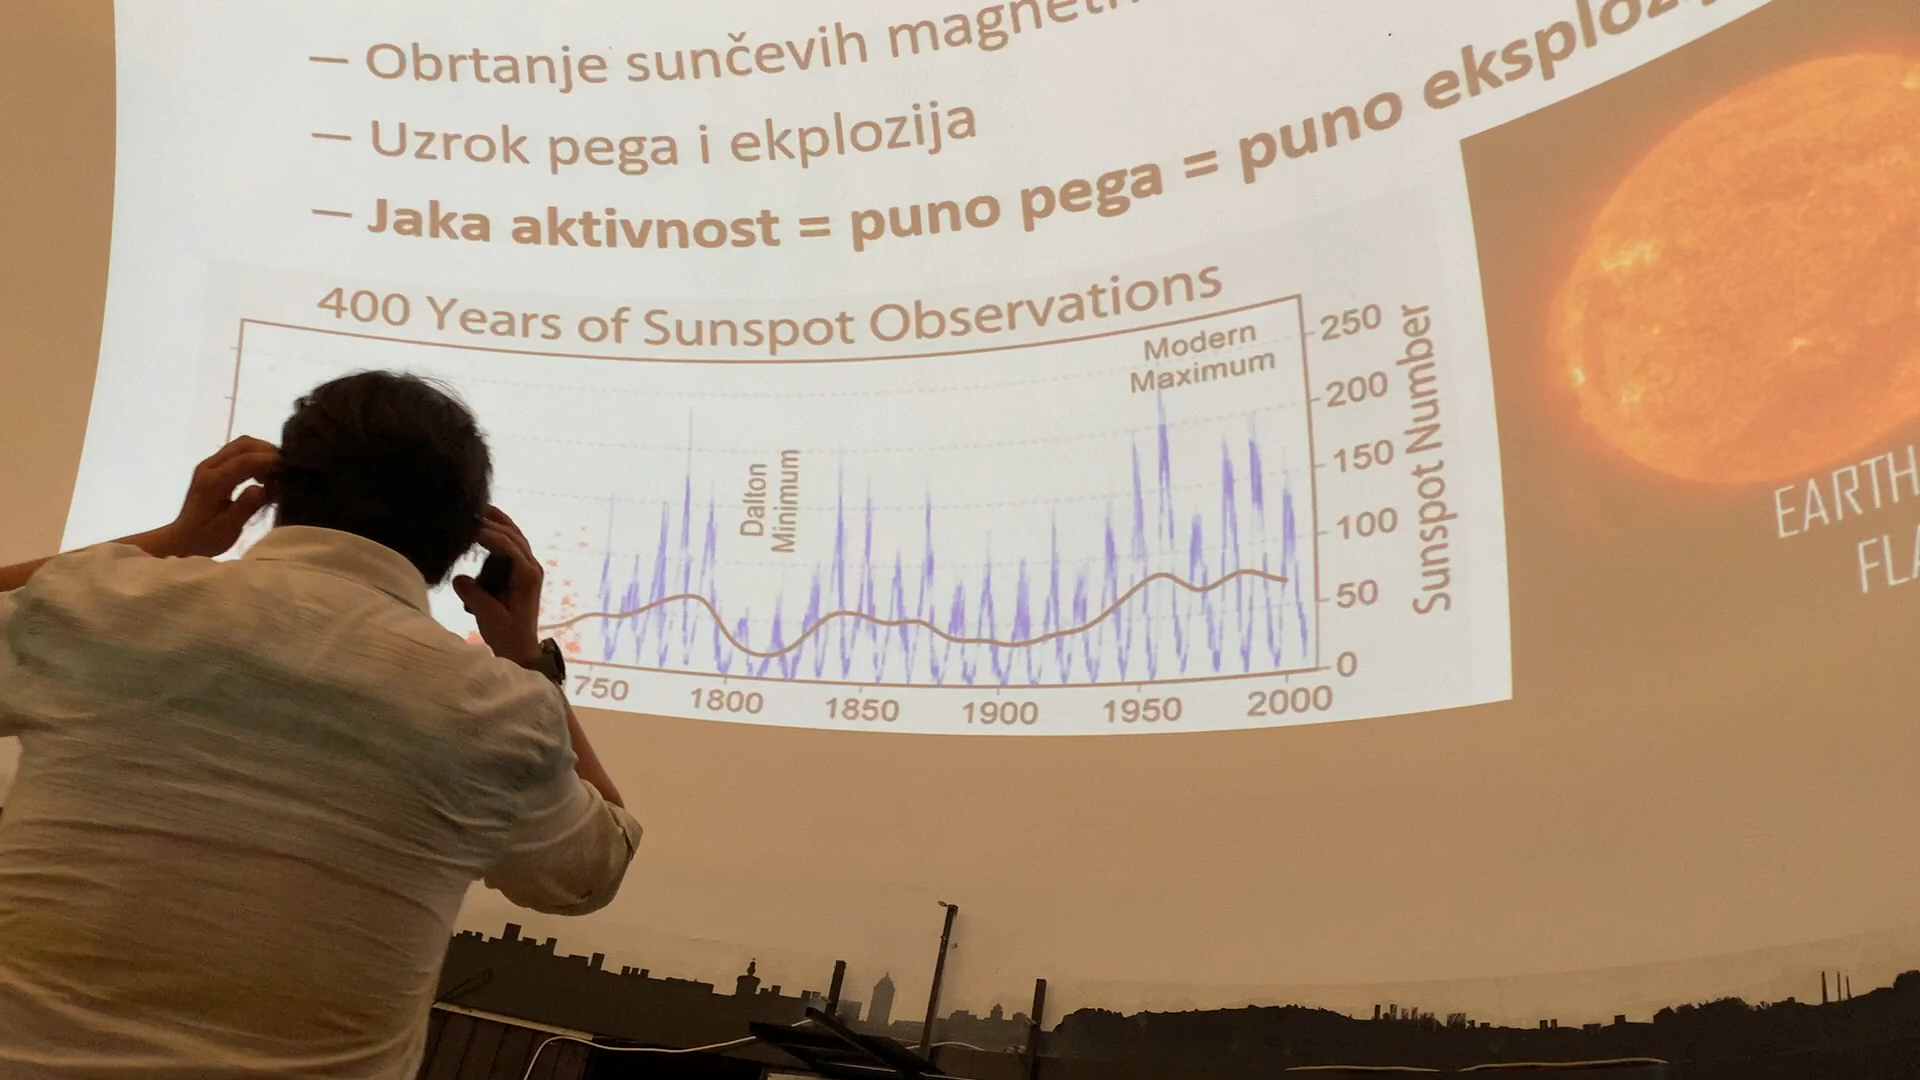 — Obrtanje sunčevih
— Uzrok pega i ekplozija
— Jaka aktivnost = puno pega = puno
400 Years of Sunspot Observations
Modern
Maximum
Dalton
Minimum
250
200
150
100
50
0
Sunspot Number
750 1800 1850 1900 1950 2000
EARTH